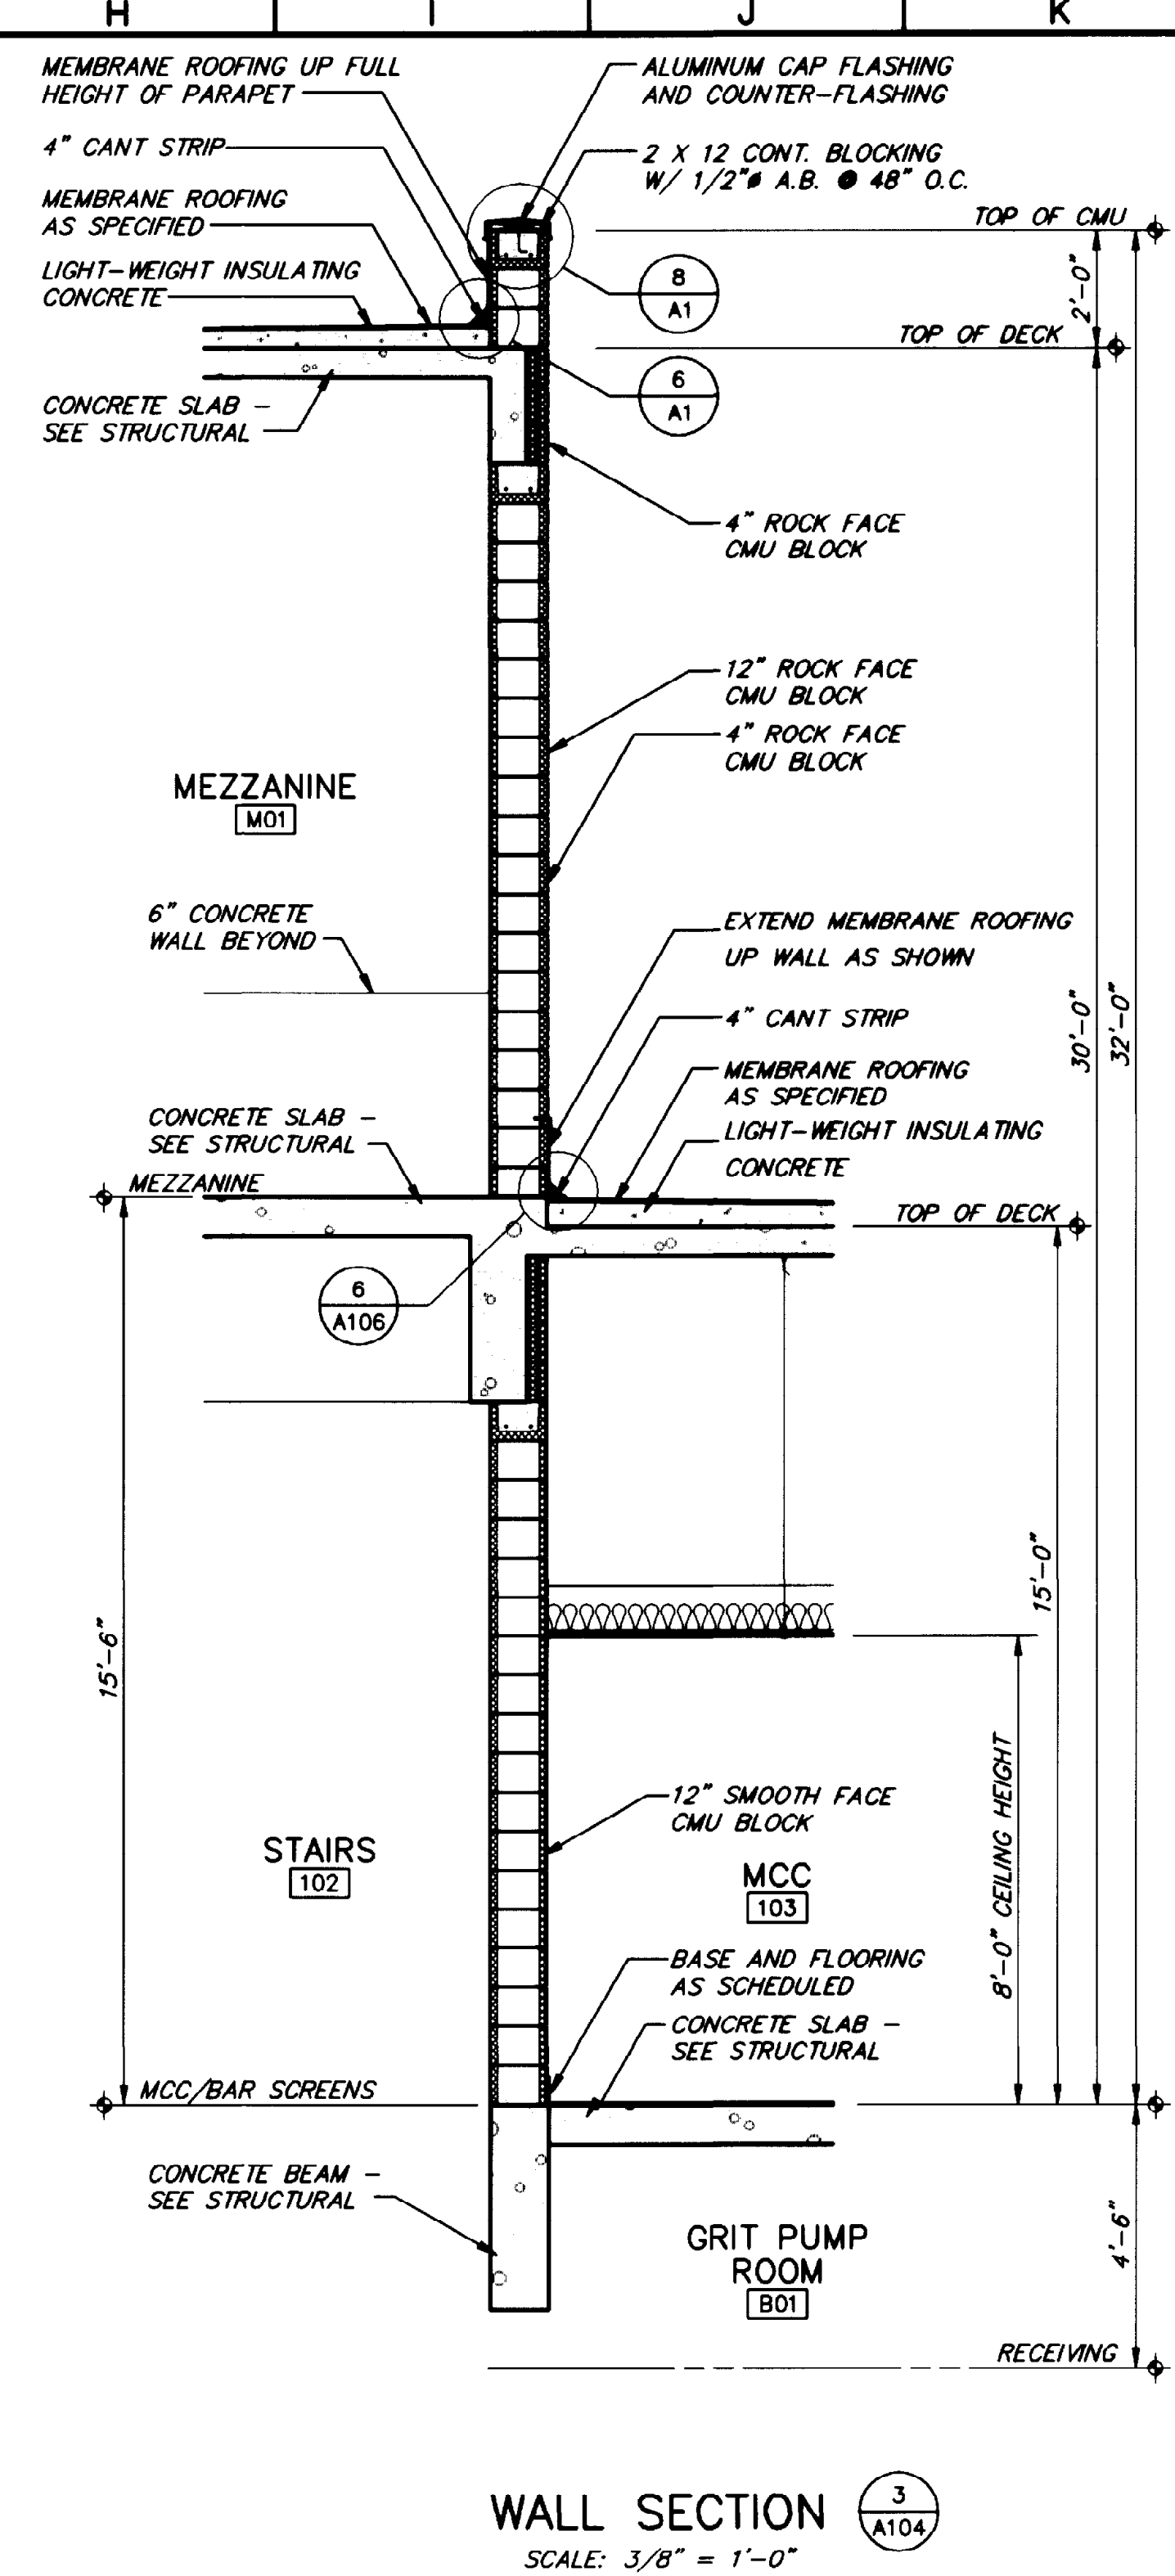 H I J K
MEMBRANE ROOFING UP FULL
HEIGHT OF PARAPET
4" CANT STRIP
MEMBRANE ROOFING
AS SPECIFIED
LIGHT-WEIGHT INSULATING
CONCRETE
CONCRETE SLAB -
SEE STRUCTURAL
ALUMINUM CAP FLASHING
AND COUNTER-FLASHING
2 X 12 CONT. BLOCKING
W/ 1/2"ø A.B. @ 48" O.C.
TOP OF CMU
8
A1
2'-0"
TOP OF DECK
6
A1
4" ROCK FACE
CMU BLOCK
12" ROCK FACE
CMU BLOCK
4" ROCK FACE
CMU BLOCK
MEZZANINE
M01
6" CONCRETE
WALL BEYOND
EXTEND MEMBRANE ROOFING
UP WALL AS SHOWN
4" CANT STRIP
MEMBRANE ROOFING
AS SPECIFIED
LIGHT-WEIGHT INSULATING
CONCRETE
30'-0"
32'-0"
CONCRETE SLAB -
SEE STRUCTURAL
MEZZANINE
TOP OF DECK
6
A106
15'-6"
15'-0"
8'-0" CEILING HEIGHT
12" SMOOTH FACE
CMU BLOCK
STAIRS
102
MCC
103
BASE AND FLOORING
AS SCHEDULED
CONCRETE SLAB -
SEE STRUCTURAL
MCC/BAR SCREENS
CONCRETE BEAM -
SEE STRUCTURAL
GRIT PUMP
ROOM
B01
4'-6"
RECEIVING
WALL SECTION
3
A104
SCALE: 3/8" = 1'-0"